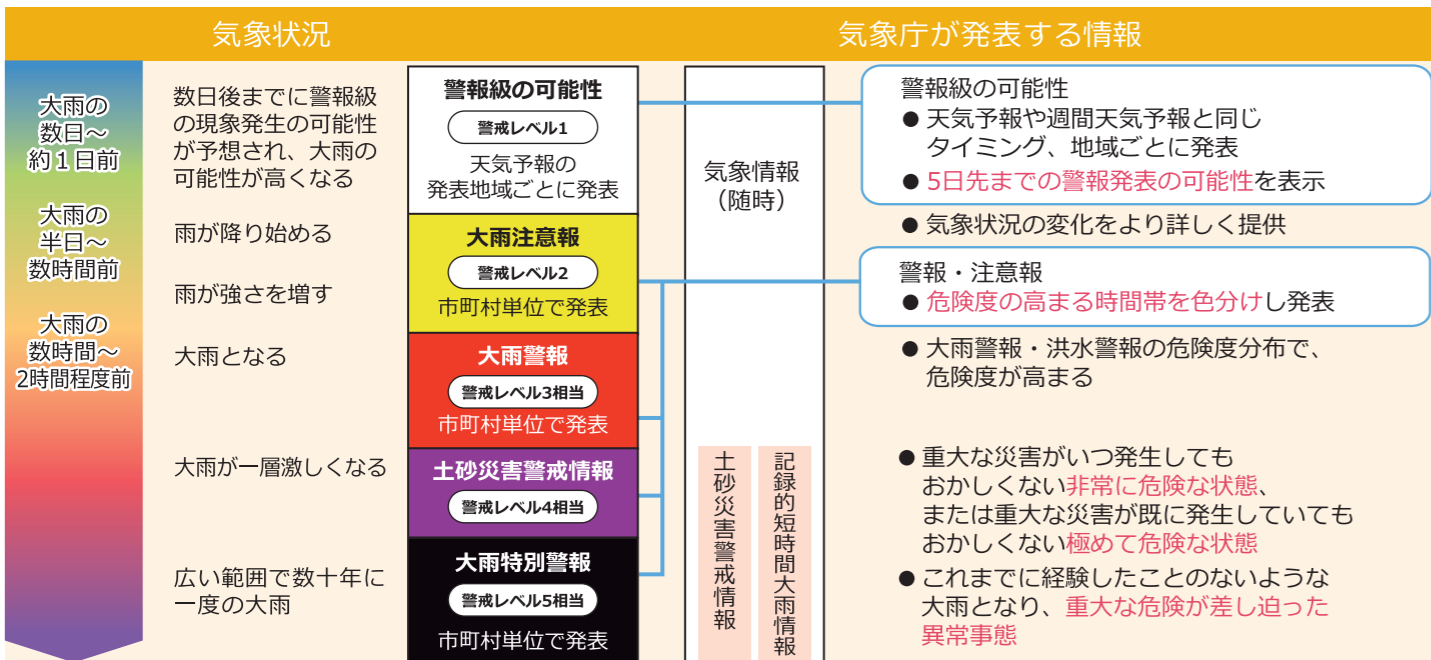 気象状況
気象庁が発表する情報
大雨の
数日～
約１日前
大雨の
半日～
数時間前
大雨の
数時間～
2時間程度前
数日後までに警報級
の現象発生の可能性
が予想され、大雨の
可能性が高くなる
雨が降り始める
雨が強さを増す
大雨となる
大雨が一層激しくなる
広い範囲で数十年に
一度の大雨
警報級の可能性
警戒レベル1
天気予報の
発表地域ごとに発表
大雨注意報
警戒レベル2
市町村単位で発表
大雨警報
警戒レベル3相当
市町村単位で発表
土砂災害警戒情報
警戒レベル4相当
大雨特別警報
警戒レベル5相当
市町村単位で発表
気象情報
（随時）
土砂災害警戒情報
記録的短時間大雨情報
警報級の可能性
● 天気予報や週間天気予報と同じ
タイミング、地域ごとに発表
● 5日先までの警報発表の可能性を表示
● 気象状況の変化をより詳しく提供
警報・注意報
● 危険度の高まる時間帯を色分けし発表
● 大雨警報・洪水警報の危険度分布で、
危険度が高まる
● 重大な災害がいつ発生しても
おかしくない非常に危険な状態、
または重大な災害が既に発生していても
おかしくない極めて危険な状態
● これまでに経験したことのないような
大雨となり、重大な危険が差し迫った
異常事態